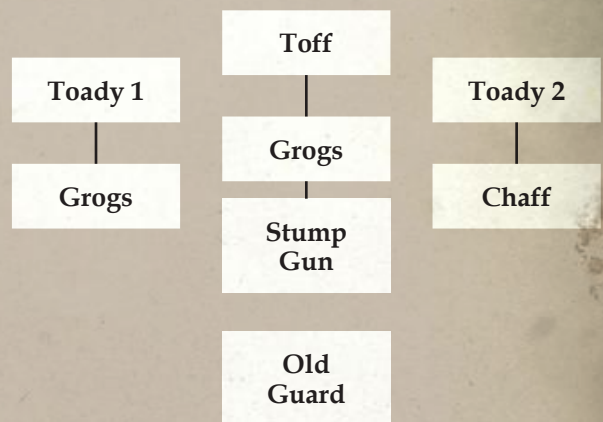 Toff
Toady 1
Toady 2
Grogs
Grogs
Chaff
Stump
Gun
Old
Guard